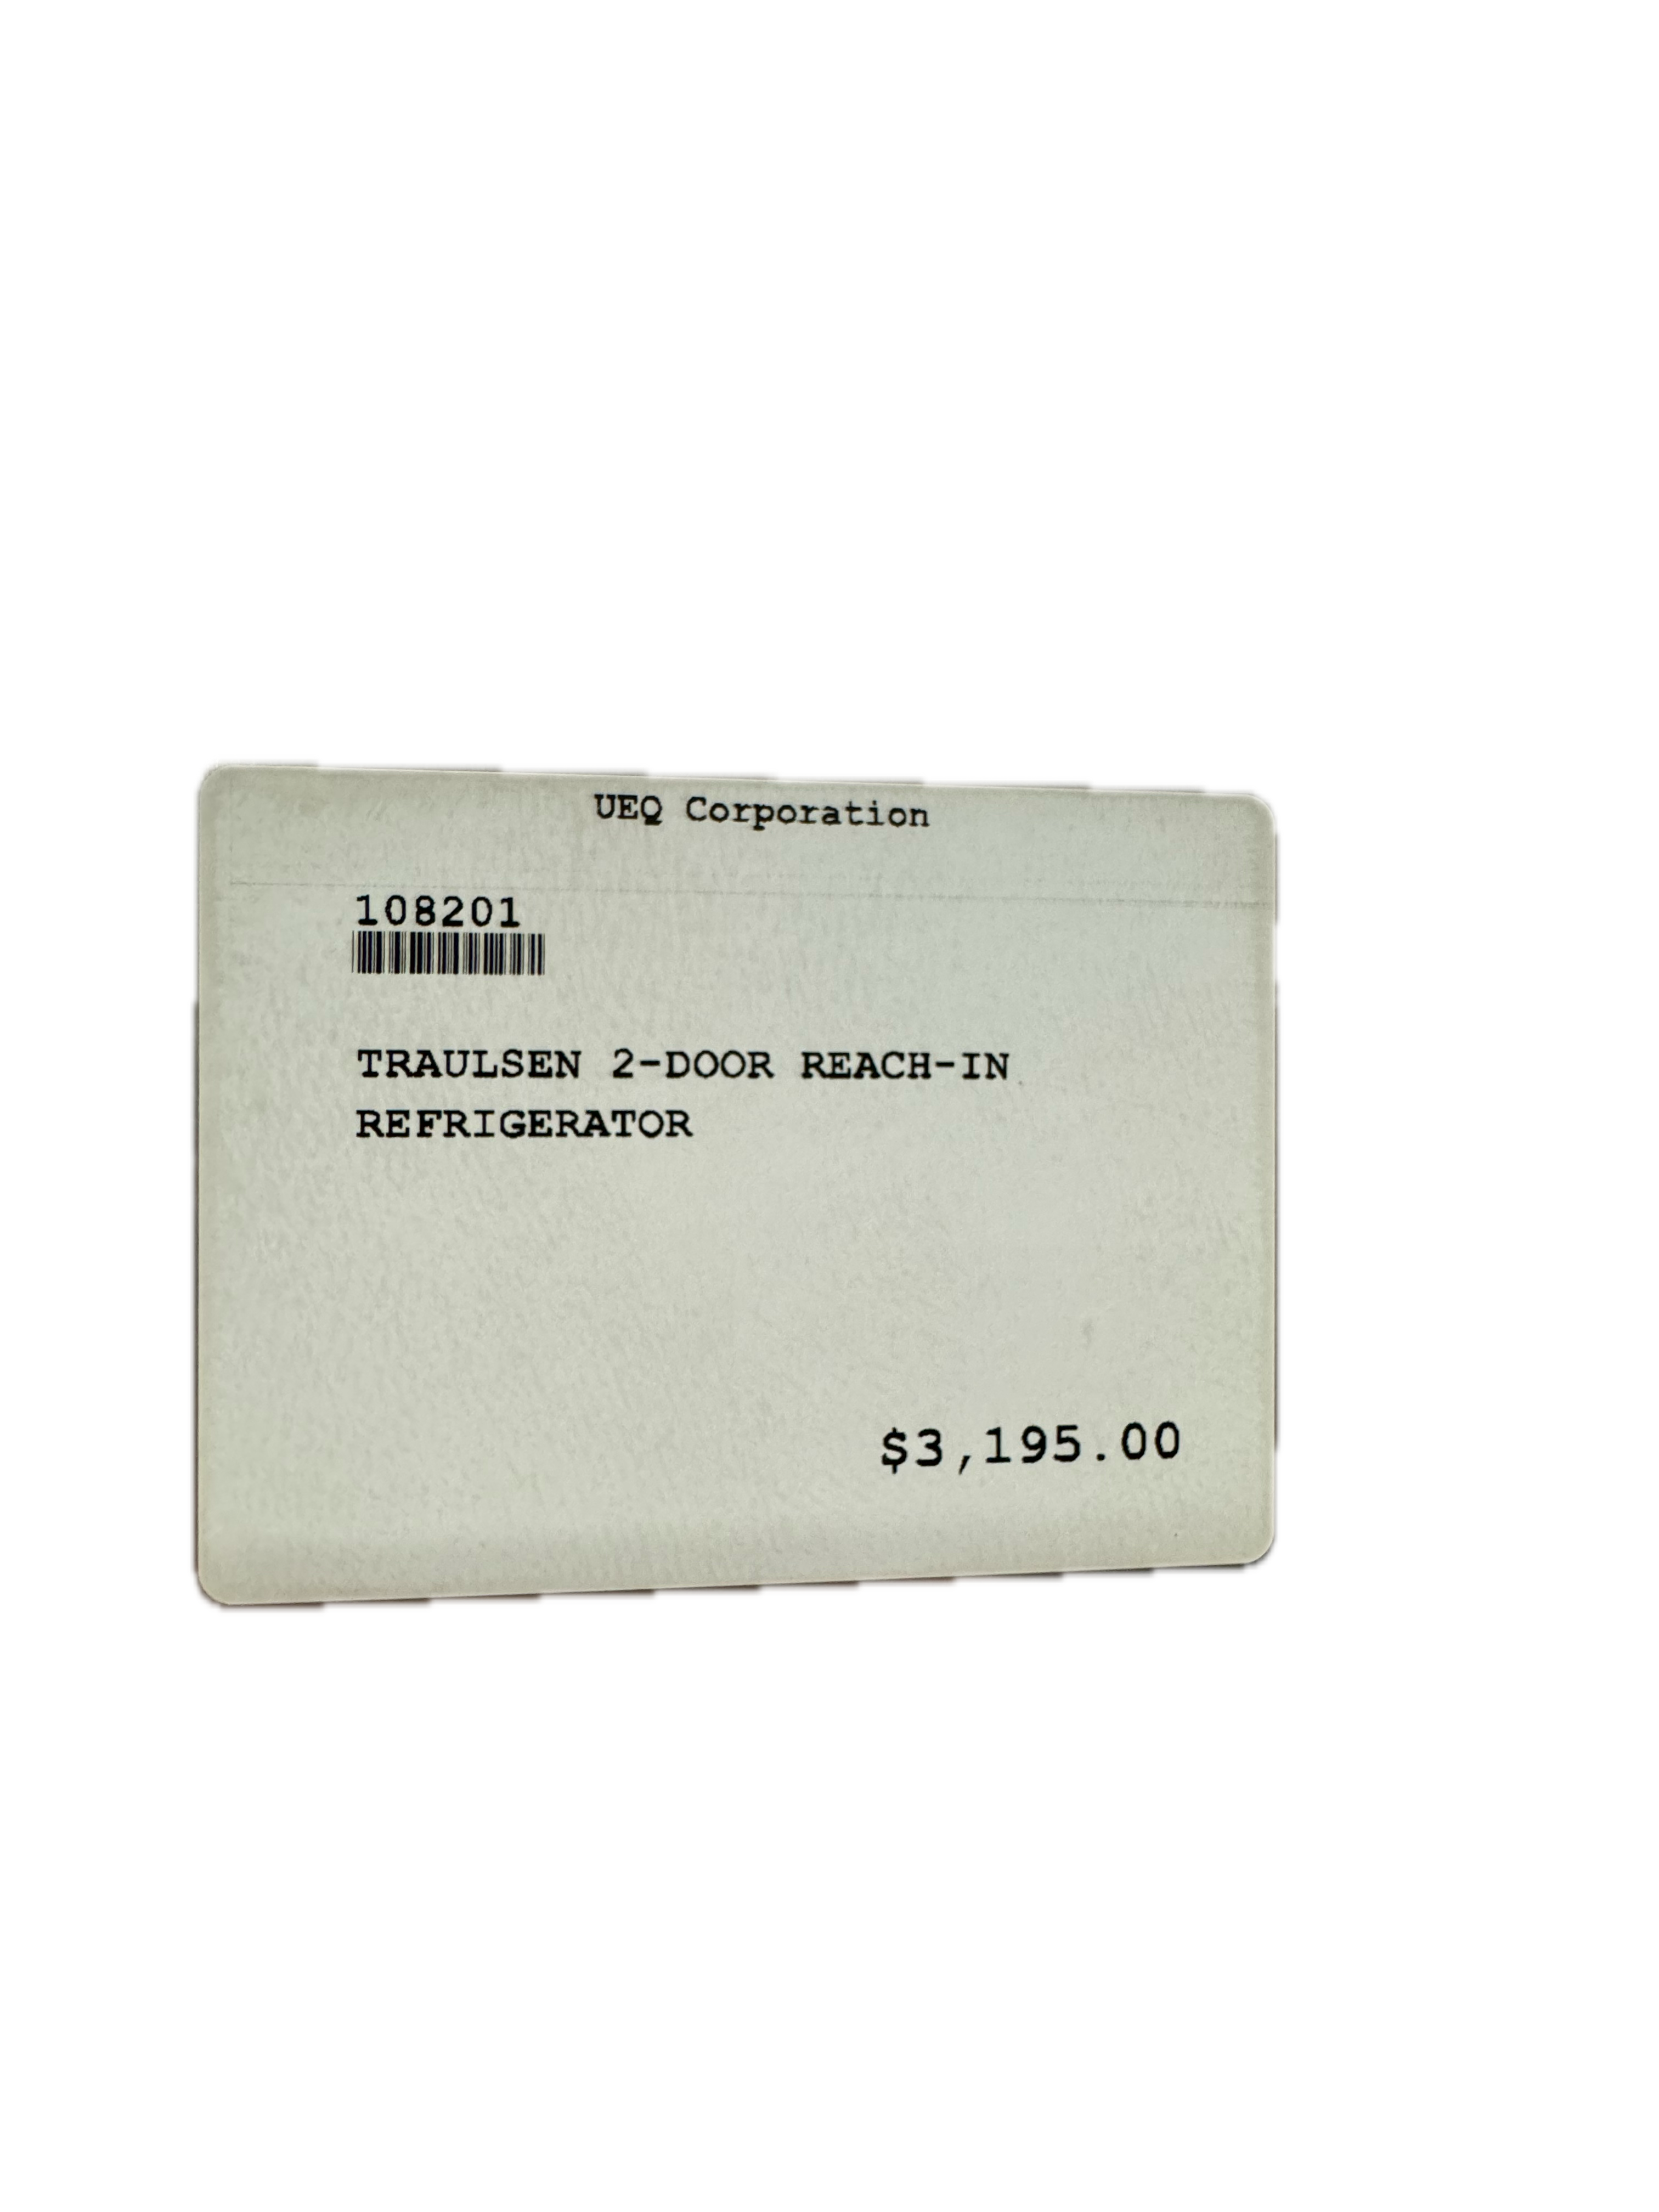 UEQ Corporation
108201
TRAULSEN 2-DOOR REACH-IN
REFRIGERATOR
$3,195.00